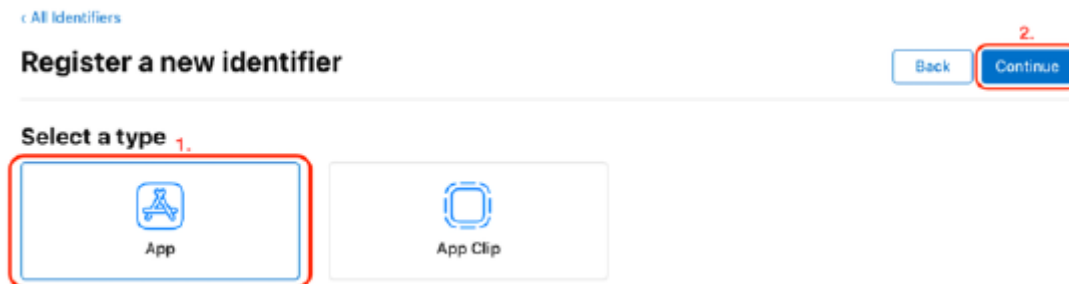 ‹ All Identifiers
Register a new identifier
2.
Back
Continue
Select a type
1.
App
App Clip